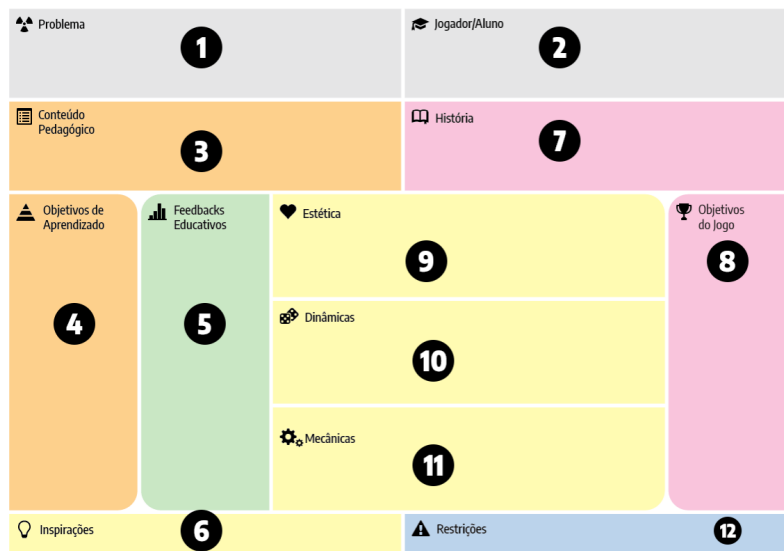 Problema
1
Jogador/Aluno
2
Conteúdo
Pedagógico
3
História
7
Objetivos de
Aprendizado
4
Feedbacks
Educativos
5
Estética
9
Dinâmicas
10
Mecânicas
11
Objetivos
do Jogo
8
Inspirações
6
Restrições
12